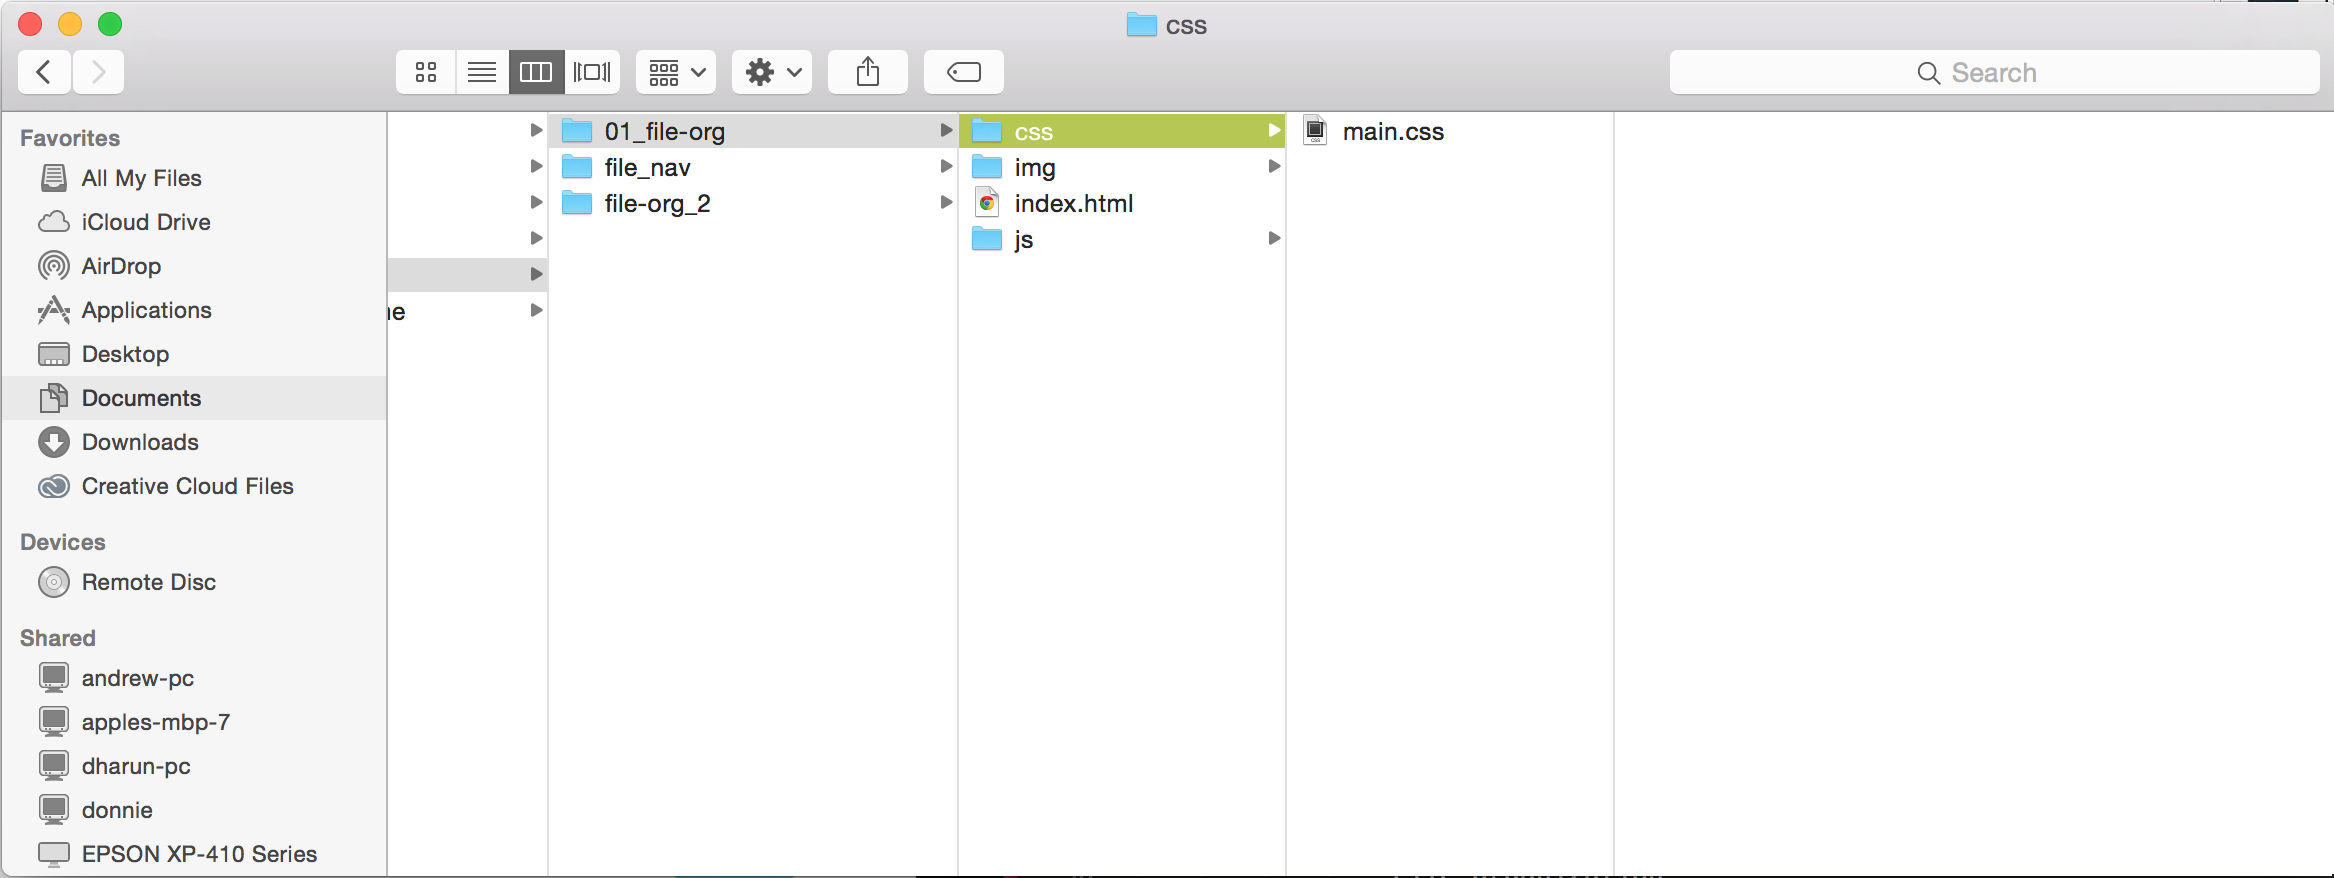 css
Search
Favorites
All My Files
iCloud Drive
AirDrop
Applications
Desktop
Documents
Downloads
Creative Cloud Files
Devices
Remote Disc
Shared
andrew-pc
apples-mbp-7
dharun-pc
donnie
EPSON XP-410 Series
01_file-org
file_nav
file-org_2
css
img
index.html
js
main.css